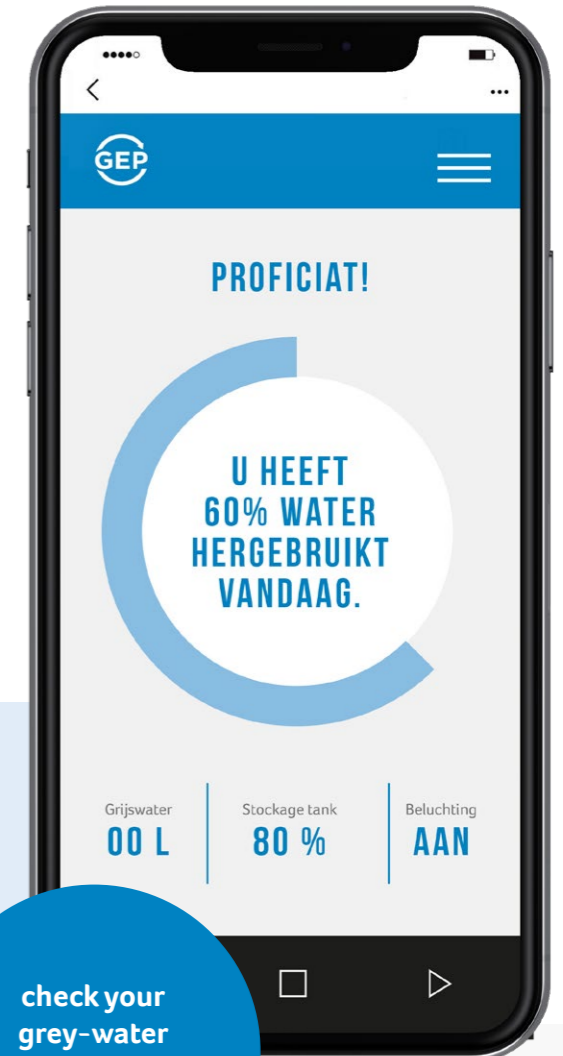 GEP
PROFICIAT!
U HEEFT
60% WATER
HERGEBRUIKT
VANDAAG.
Grijswater
Stockage tank
Beluchting
00 L
80 %
AAN
check your
grey-water